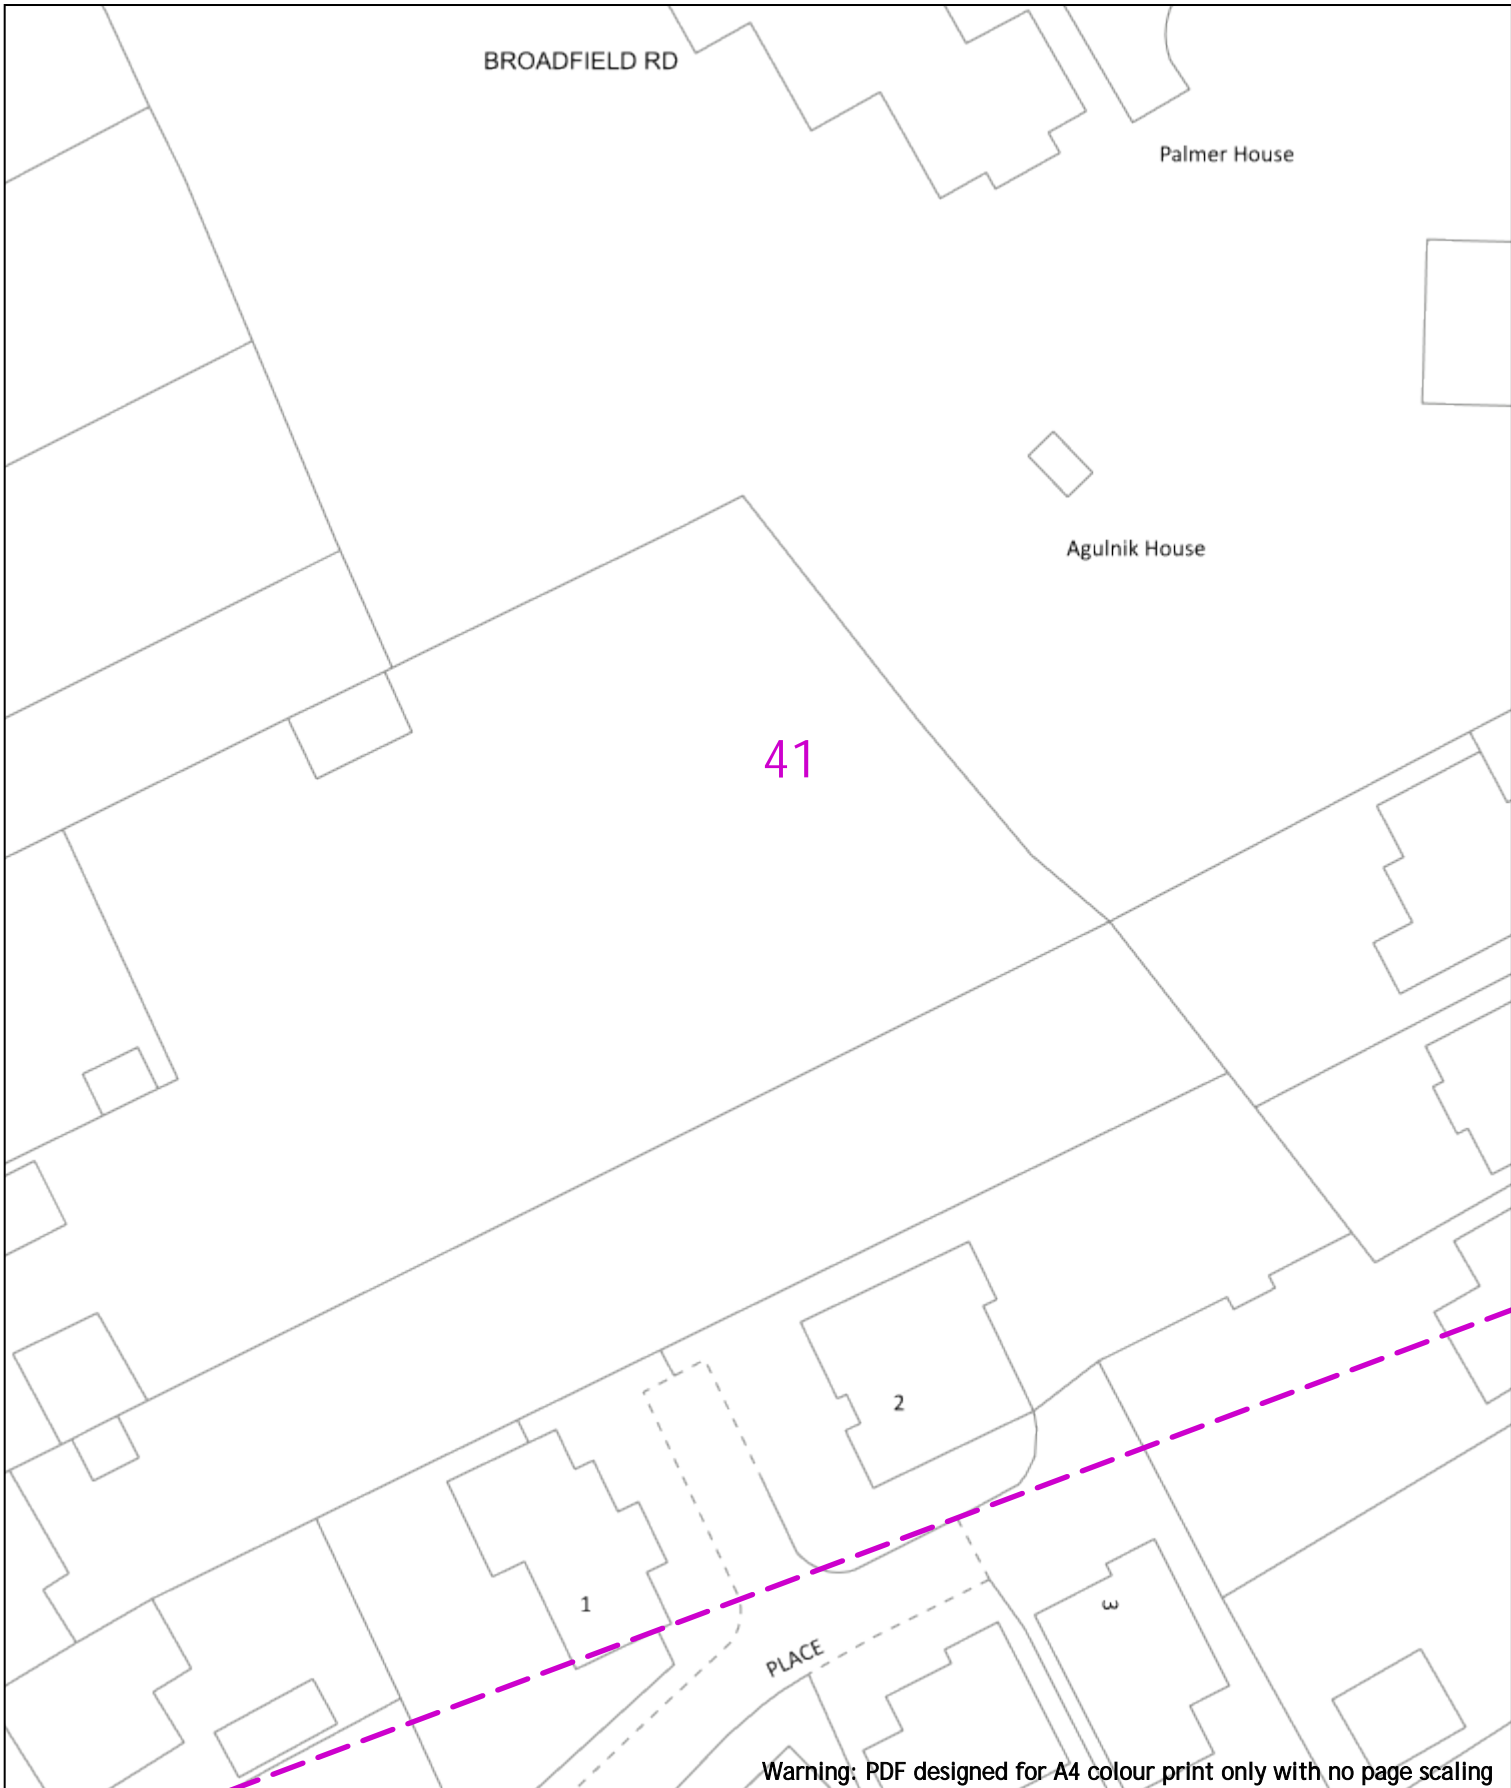 BROADFIELD RD
Palmer House
Agulnik House
41
2
1
3
PLACE
Warning: PDF designed for A4 colour print only with no page scaling